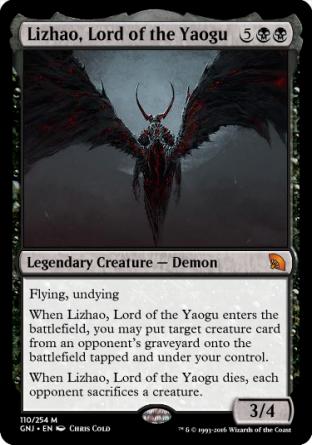 Lizhao, Lord of the Yaogu 5
Legendary Creature — Demon
Flying, undying
When Lizhao, Lord of the Yaogu enters the
battlefield, you may put target creature card
from an opponent's graveyard onto the
battlefield tapped and under your control.
When Lizhao, Lord of the Yaogu dies, each
opponent sacrifices a creature.
3/4
110/254 M
GNJ • EN Chris Cold
™ & © 1993-2016 Wizards of the Coast